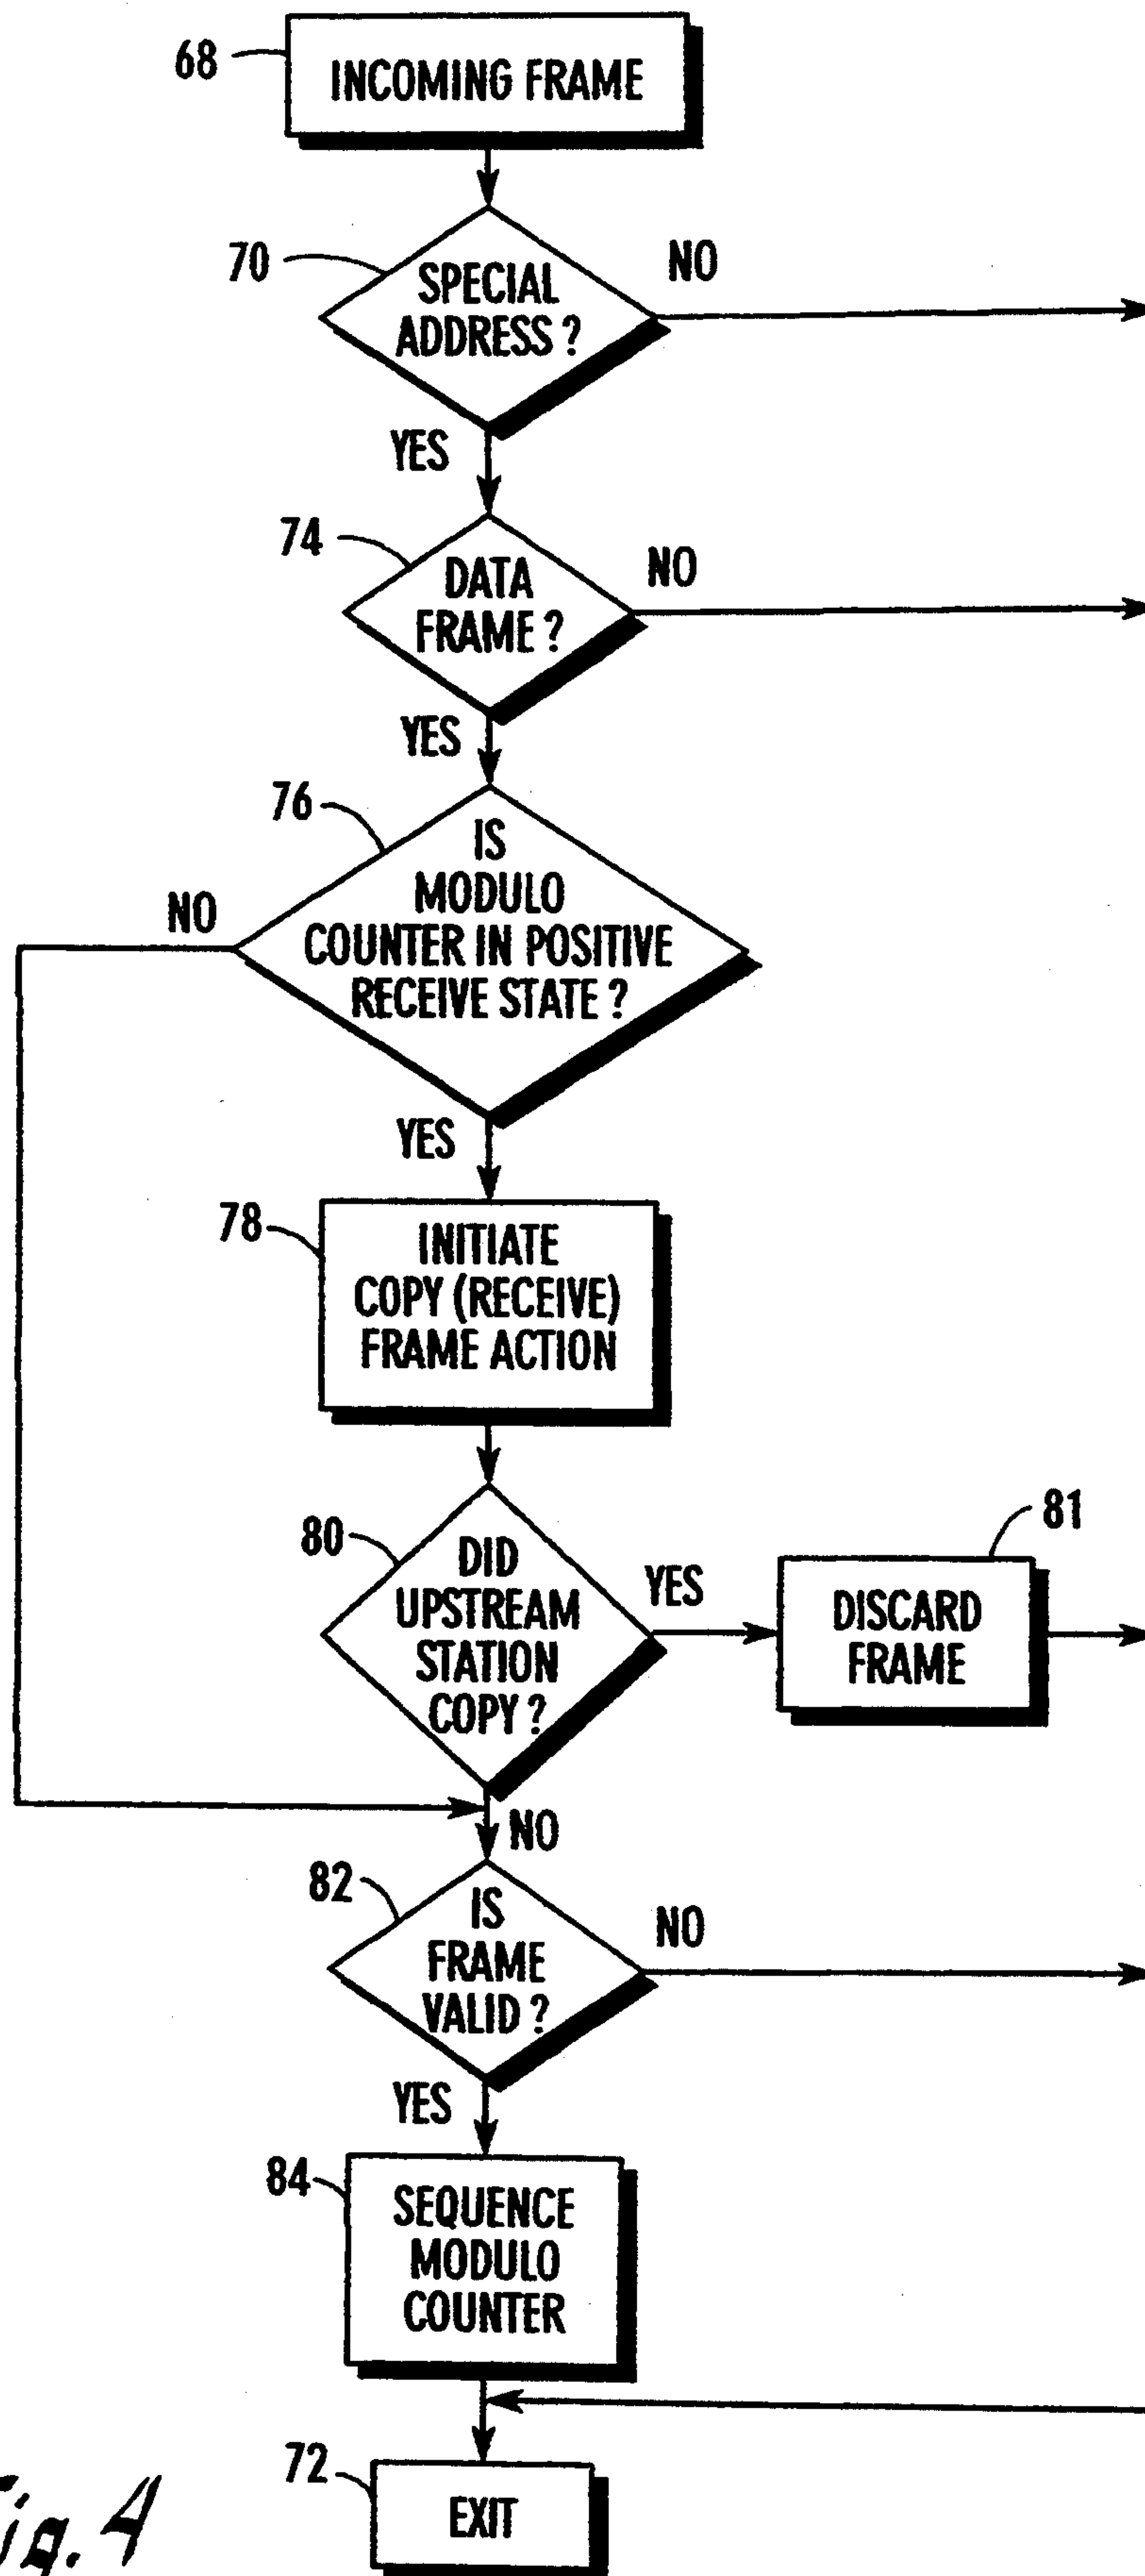 68
INCOMING FRAME
70
SPECIAL
ADDRESS ?
NO
YES
74
DATA
FRAME ?
NO
YES
76
IS
MODULO
COUNTER IN POSITIVE
RECEIVE STATE ?
NO
YES
78
INITIATE
COPY (RECEIVE)
FRAME ACTION
80
DID
UPSTREAM
STATION
COPY ?
YES
81
DISCARD
FRAME
NO
82
IS
FRAME
VALID ?
NO
YES
84
SEQUENCE
MODULO
COUNTER
72
EXIT
Fig. 4